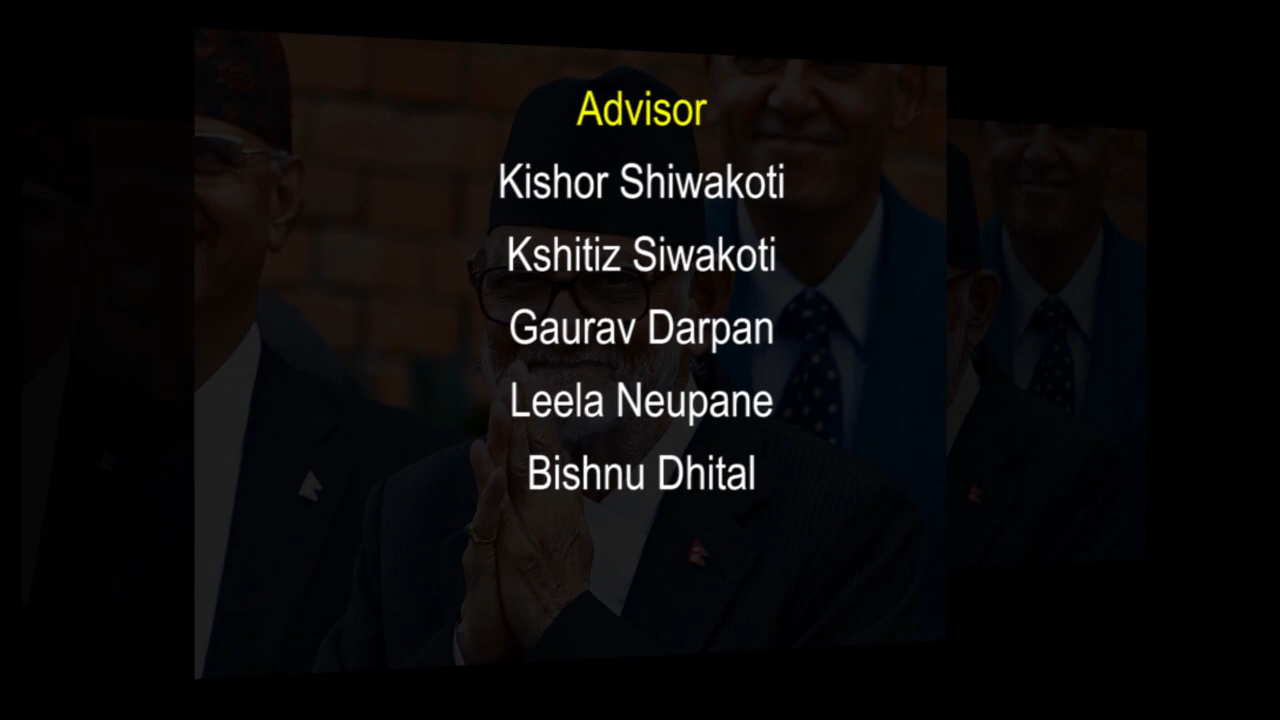 Advisor
Kishor Shiwakoti
Kshitiz Siwakoti
Gaurav Darpan
Leela Neupane
Bishnu Dhital